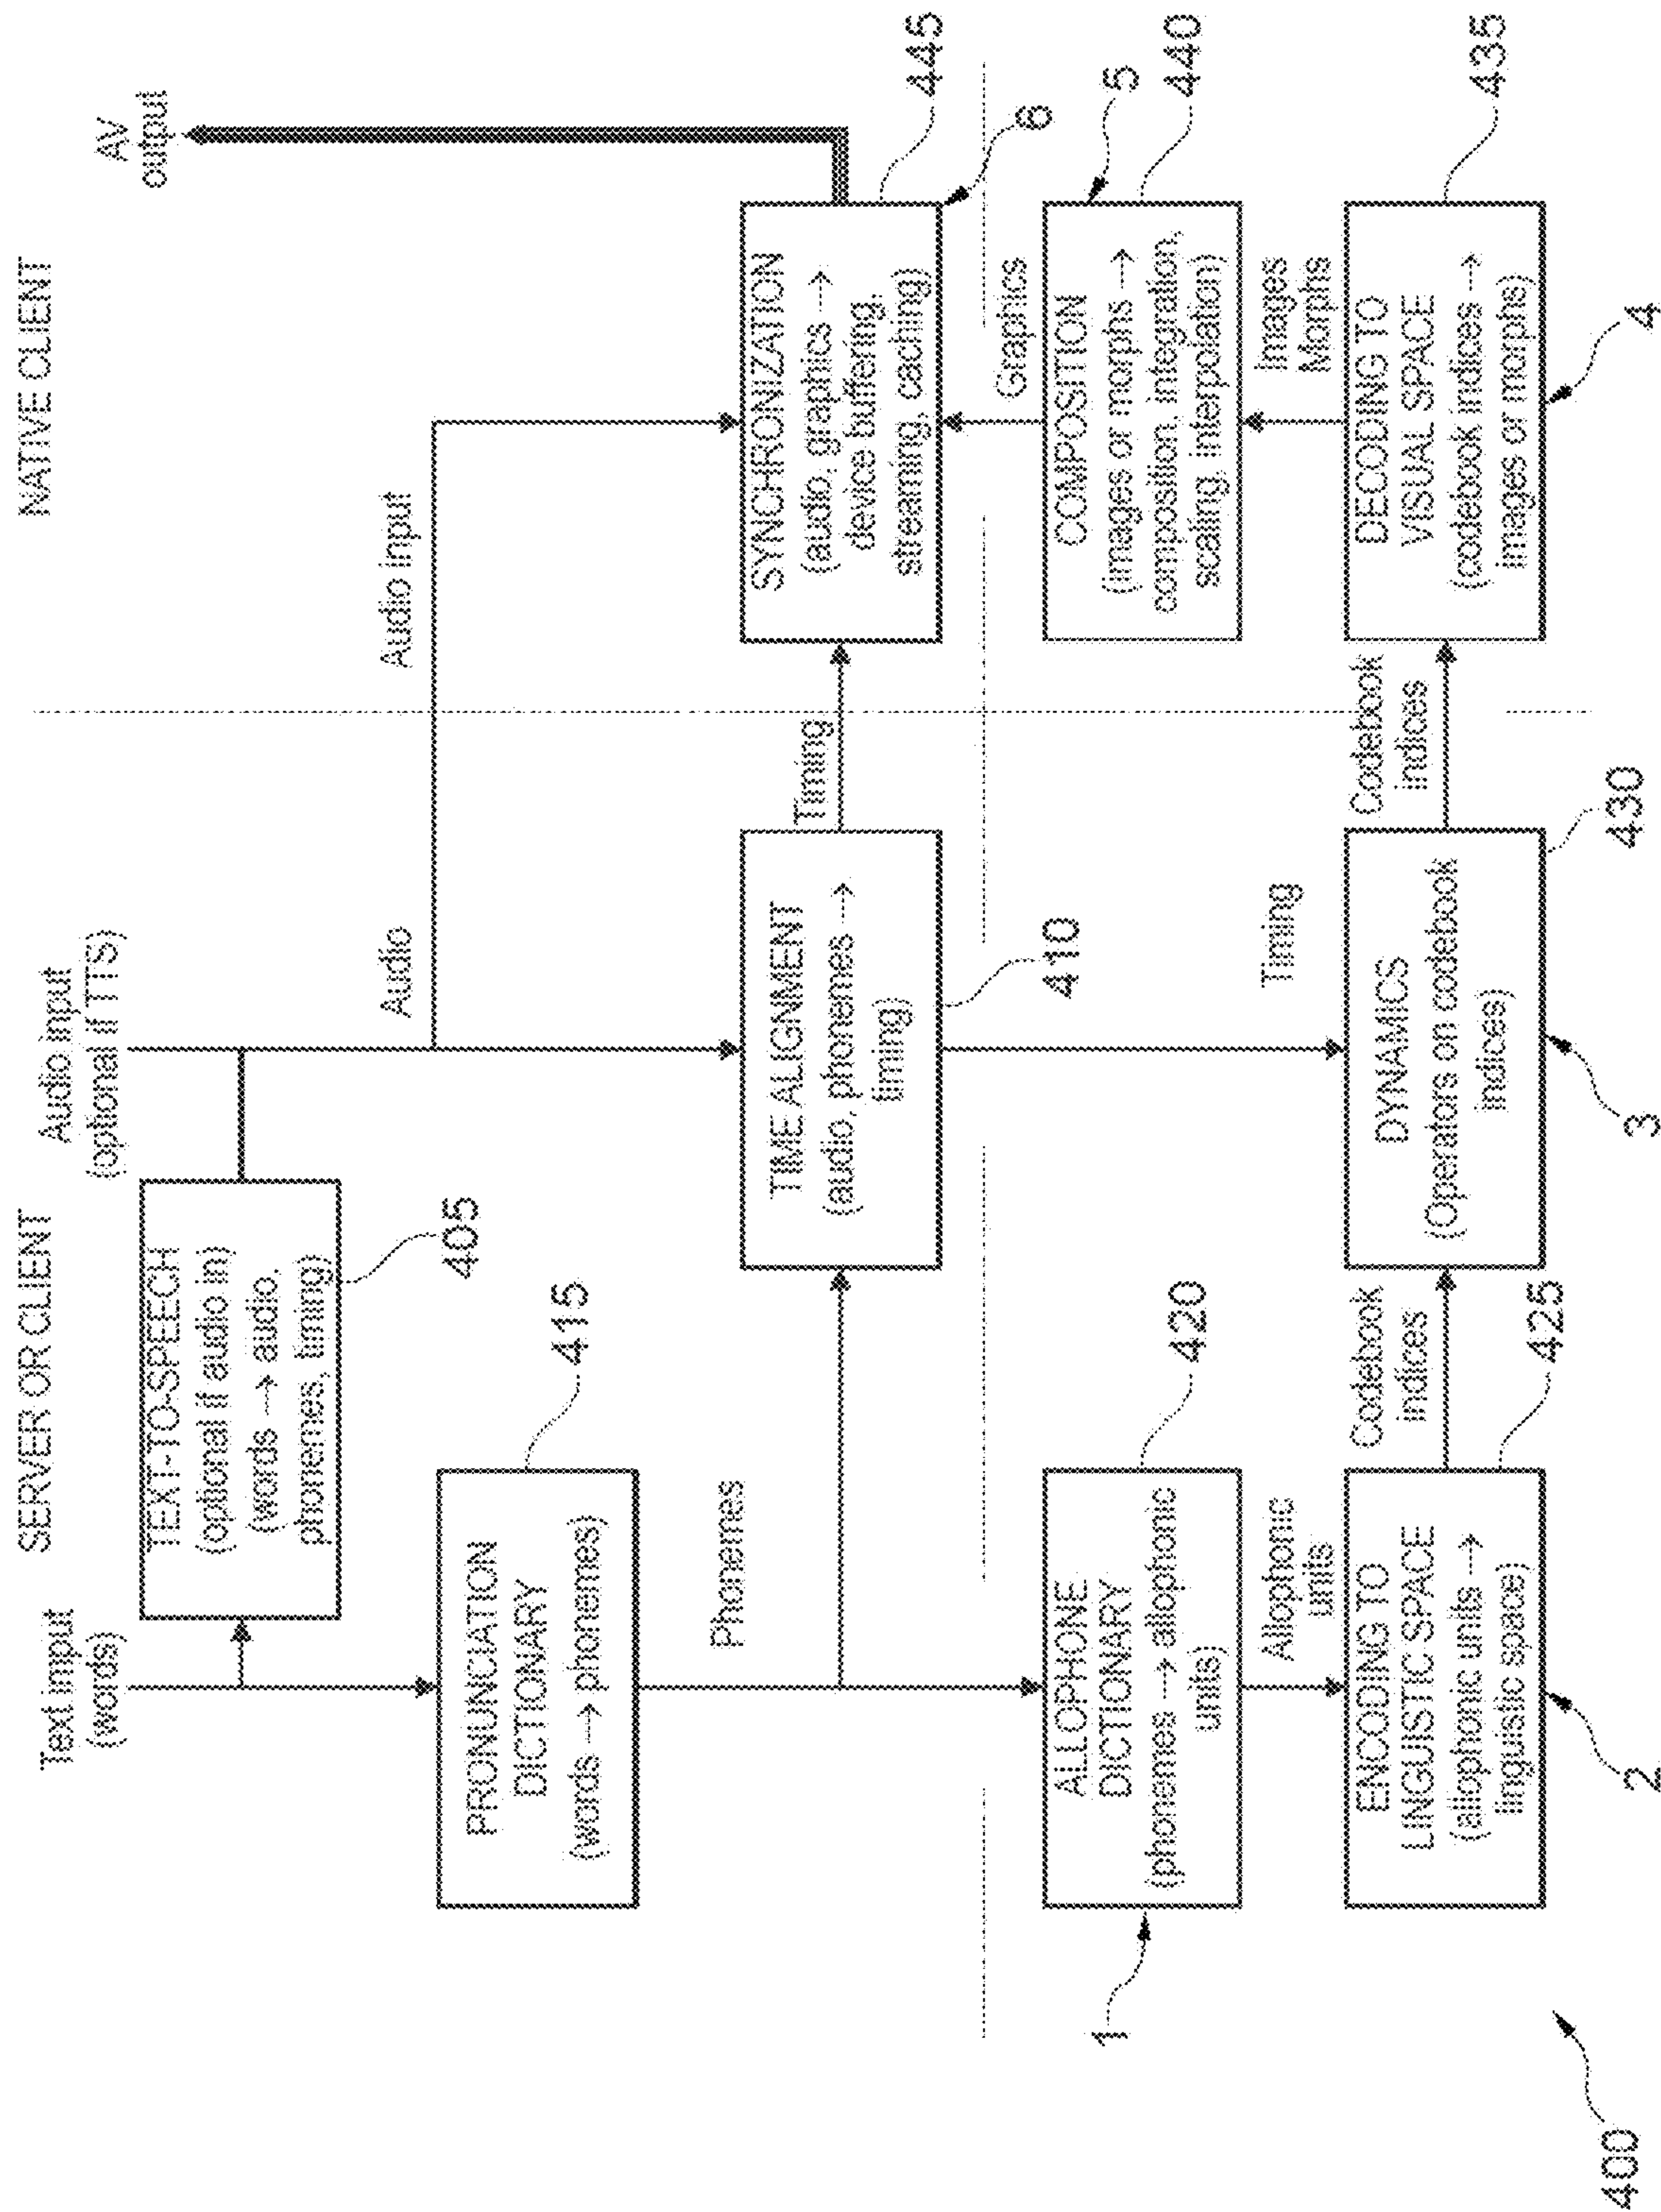 SERVER OR CLIENT
NATIVE CLIENT
Text input
(words)
Audio input
(optional if TTS)
AV
output
TEXT-TO-SPEECH
(optional if audio in)
(words → audio,
phonemes, timing)
405
Audio
Audio input
PRONUNCIATION
DICTIONARY
(words → phonemes)
415
Phonemes
TIME ALIGNMENT
(audio, phonemes →
timing)
410
Timing
SYNCHRONIZATION
(audio, graphics →
device buffering,
streaming, caching)
445
6
Graphics
1
ALLOPHONE
DICTIONARY
(phonemes → allophonic
units)
420
COMPOSITION
(images or morphs →
composition, integration,
scaling, interpolation)
5
440
Allophonic
units
Timing
Images
Morphs
ENCODING TO
LINGUISTIC SPACE
(allophonic units →
linguistic space)
425
2
Codebook
indices
DYNAMICS
(Operators on codebook
indices)
430
3
Codebook
indices
DECODING TO
VISUAL SPACE
(codebook indices →
images or morphs)
435
4
400